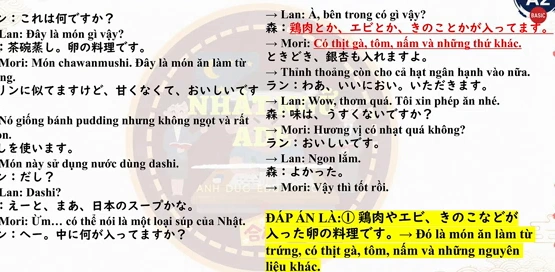 ン：これは何ですか？
Lan: Đây là món gì vậy?
：茶碗蒸し。卵の料理です。
Mori: Món chawanmushi. Đây là món ăn làm từ
ng.
リンに似てますけど、甘くなくて、おいしいです
Nó giống bánh pudding nhưng không ngọt và rất
on.
しを使います。
Món này sử dụng nước dùng dashi.
ン：だし？
Lan: Dashi?
：えーと、まあ、日本のスープかな。
Mori: Ừm… có thể nói là một loại súp của Nhật.
ン：へー。中に何が入ってますか？
→ Lan: À, bên trong có gì vậy?
森：鶏肉とか、エビとか、きのことかが入ってます。
→ Mori: Có thịt gà, tôm, nấm và những thứ khác.
ときどき、銀杏も入れますよ。
→ Thỉnh thoảng còn cho cả hạt ngân hạnh vào nữa.
ラン：わあ、いいにおい。いただきます。
→ Lan: Wow, thơm quá. Tôi xin phép ăn nhé.
森：味は、うすくないですか？
→ Mori: Hương vị có nhạt quá không?
ラン：おいしいです。
→ Lan: Ngon lắm.
森：よかった。
→ Mori: Vậy thì tốt rồi.
ĐÁP ÁN LÀ:① 鶏肉やエビ、きのこなどが
入った卵の料理です。→ Đó là món ăn làm từ
trứng, có thịt gà, tôm, nấm và những nguyên
liệu khác.
A2
BASIC